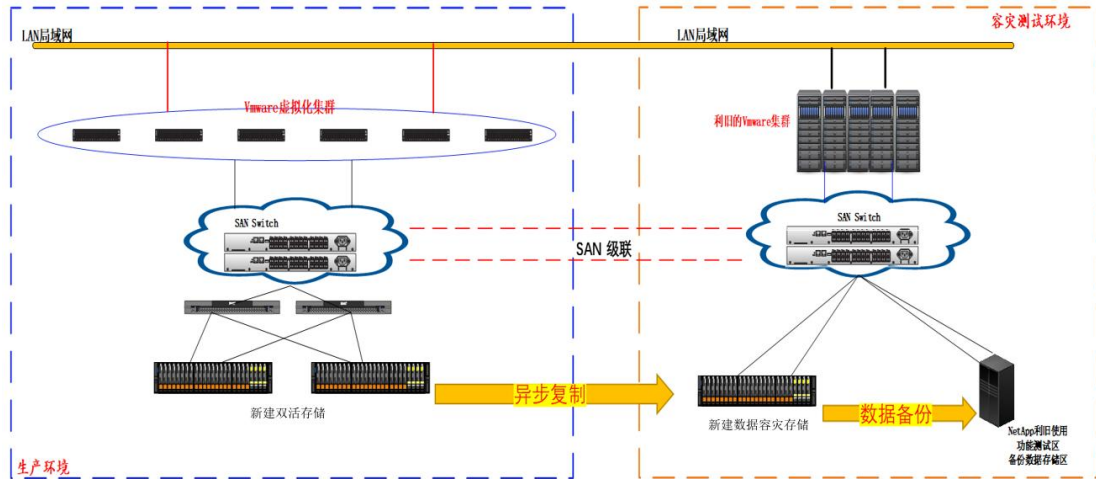 容灾测试环境
LAN局域网
LAN局域网
Vmware虚拟化集群
利旧的Vmware集群
SAN Switch
SAN Switch
SAN 级联
异步复制
数据备份
新建双活存储
新建数据容灾存储
NetApp利旧使用
功能测试区
备份数据存储区
生产环境